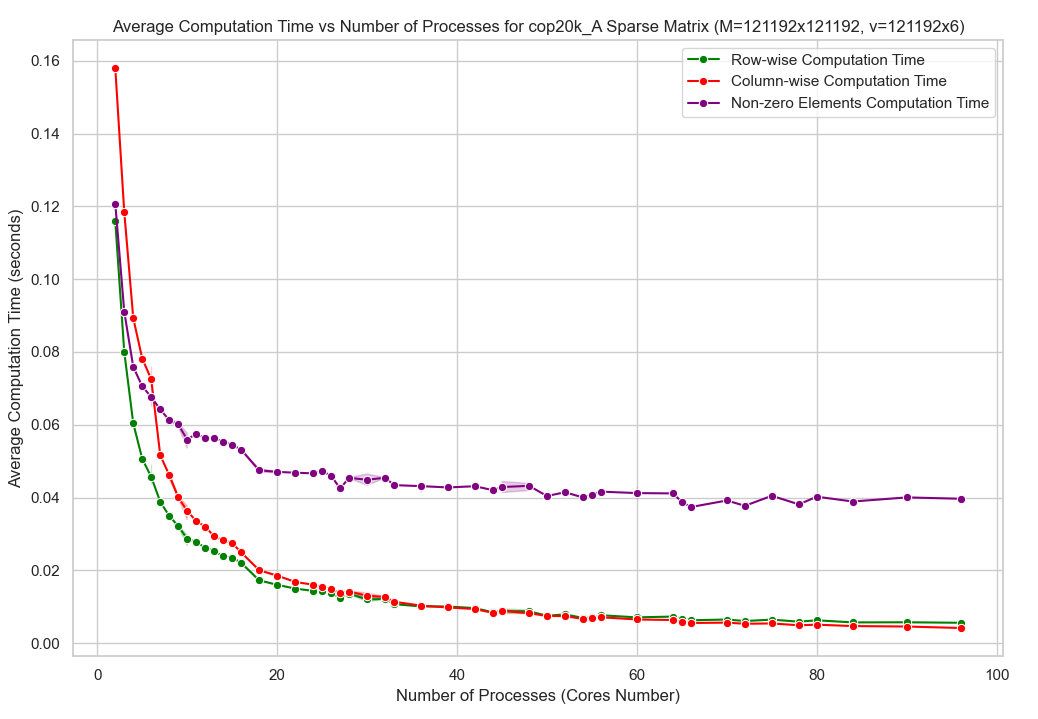 Average Computation Time vs Number of Processes for cop20k_A Sparse Matrix (M=121192x121192, v=121192x6)
Row-wise Computation Time
Column-wise Computation Time
Non-zero Elements Computation Time
Average Computation Time (seconds)
0.16
0.14
0.12
0.10
0.08
0.06
0.04
0.02
0.00
0
20
40
60
80
100
Number of Processes (Cores Number)